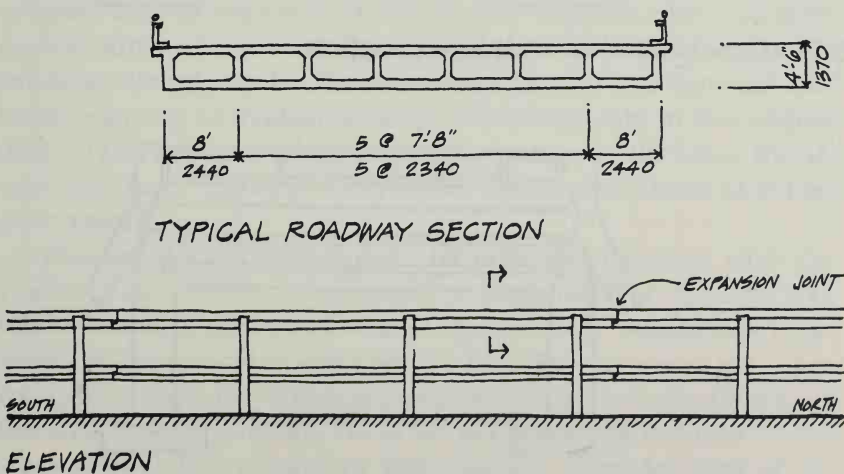 4'-6"
1370
8' 5 @ 7'-8" 8'
2440 5 @ 2340 2440
TYPICAL ROADWAY SECTION
EXPANSION JOINT
SOUTH NORTH
ELEVATION